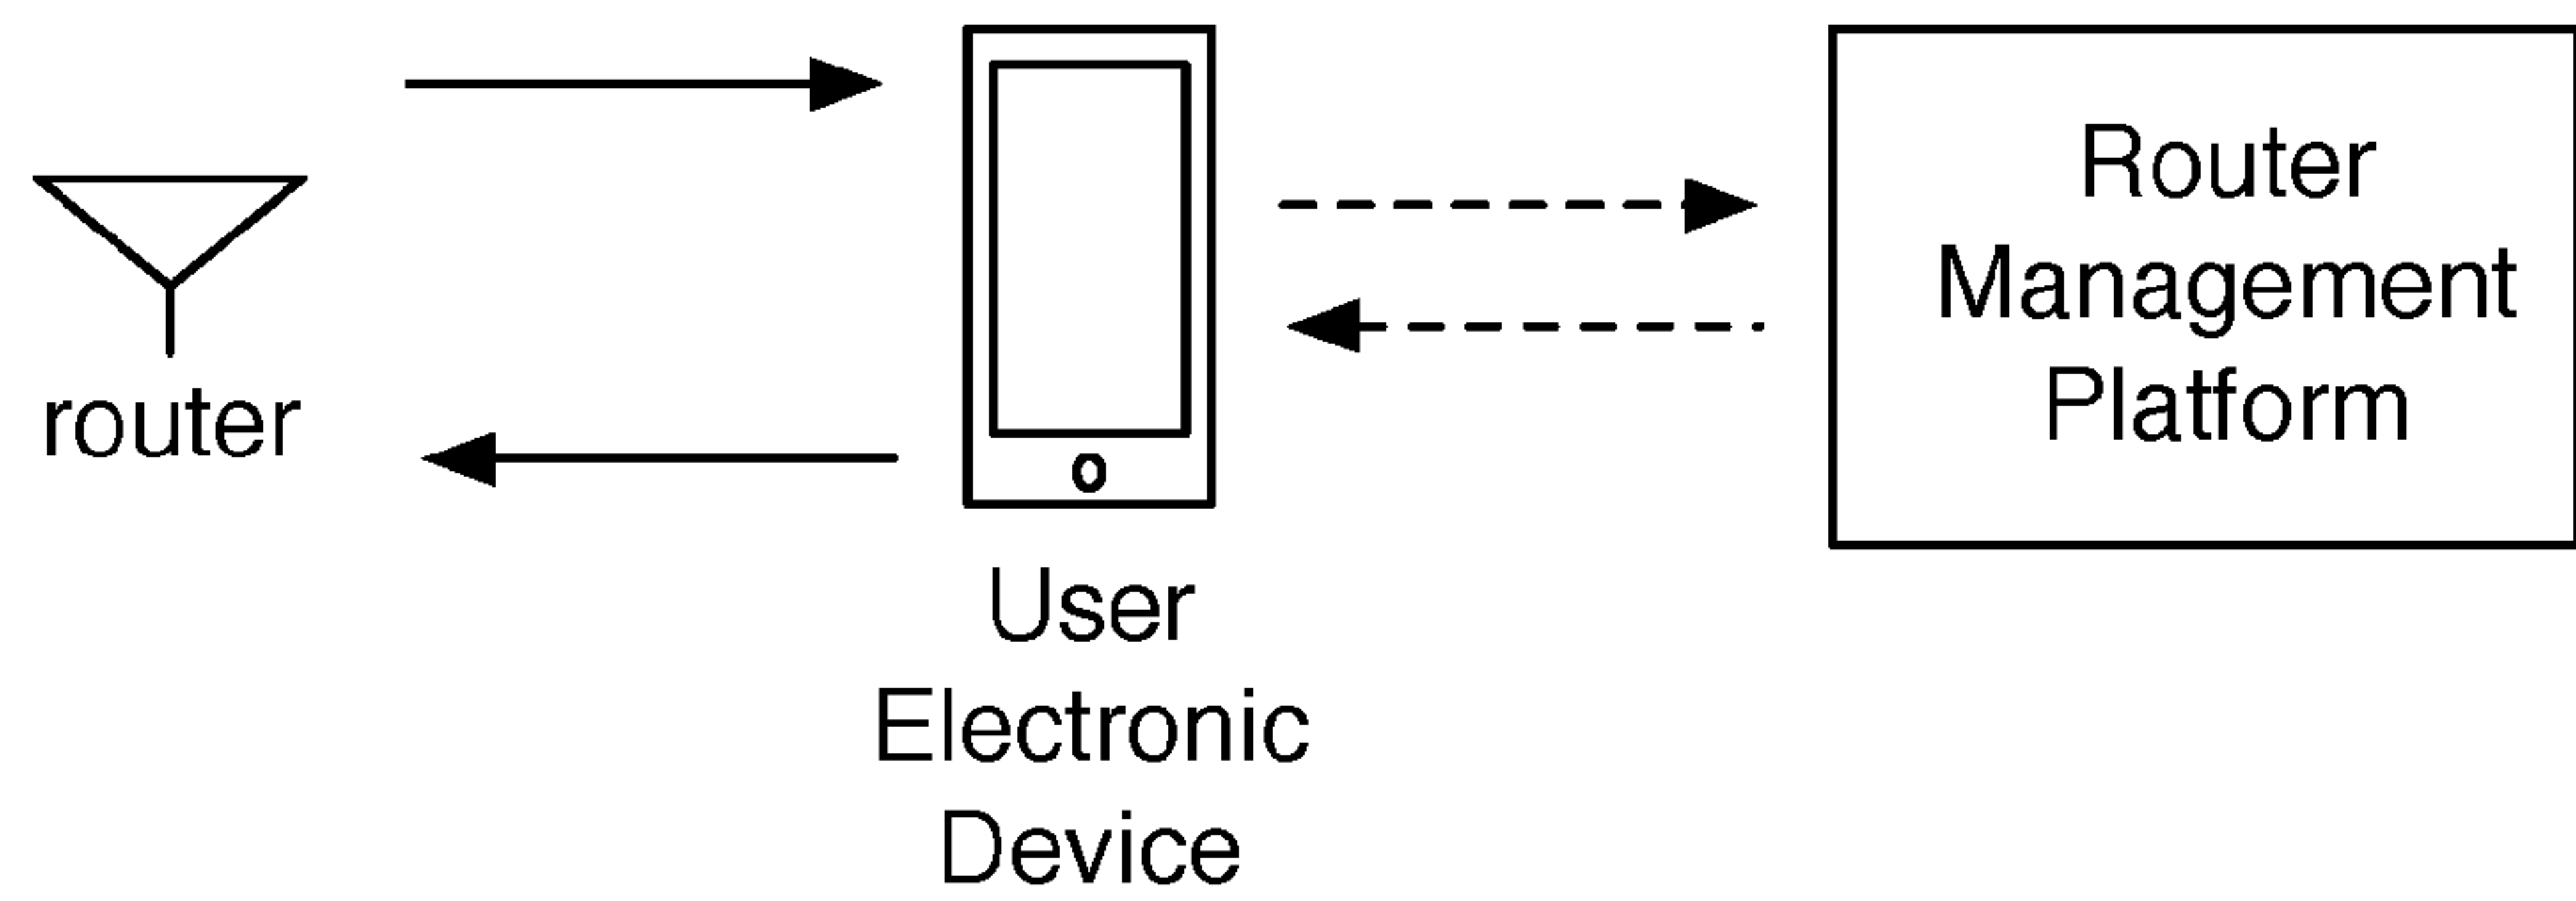 router
User
Electronic
Device
Router
Management
Platform